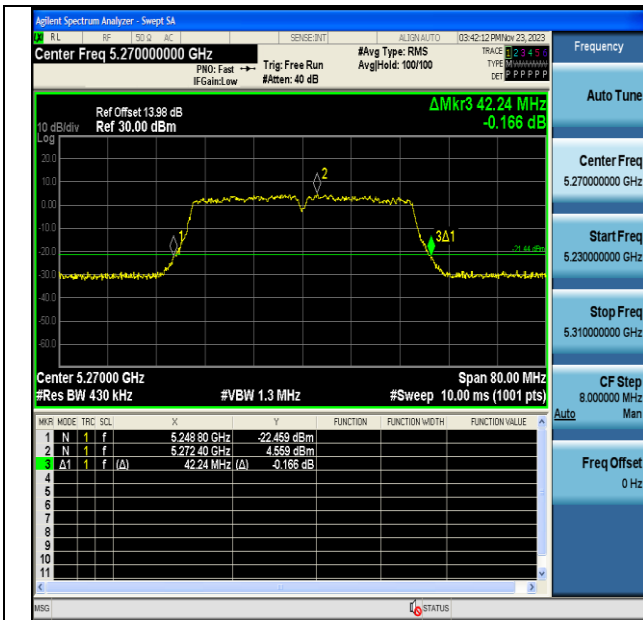 Agilent Spectrum Analyzer - Swept SA
RL RF 50 Ω AC SENSE:INT ALIGN AUTO 03:42:12 PM Nov 23, 2023
Center Freq 5.270000000 GHz
PNO: Fast
IFGain:Low
Trig: Free Run
#Atten: 40 dB
#Avg Type: RMS
Avg|Hold: 100/100
TRACE 1 2 3 4 5 6
TYPE MWWWWW
DET P P P P P P
Ref Offset 13.98 dB
Ref 30.00 dBm
10 dB/div
Log
ΔMkr3 42.24 MHz
-0.166 dB
20.0
10.0
0.00
-10.0
-20.0
-30.0
-40.0
-50.0
-60.0
1
2
3Δ1
-21.44 dBm
Center 5.27000 GHz Span 80.00 MHz
#Res BW 430 kHz #VBW 1.3 MHz #Sweep 10.00 ms (1001 pts)
MKR MODE TRC SCL X Y FUNCTION FUNCTION WIDTH FUNCTION VALUE
1 N 1 f 5.248 80 GHz -22.459 dBm
2 N 1 f 5.272 40 GHz 4.559 dBm
3 Δ1 1 f (Δ) 42.24 MHz (Δ) -0.166 dB
4
5
6
7
8
9
10
11
MSG STATUS
Frequency
Auto Tune
Center Freq
5.270000000 GHz
Start Freq
5.230000000 GHz
Stop Freq
5.310000000 GHz
CF Step
8.000000 MHz
Auto Man
Freq Offset
0 Hz